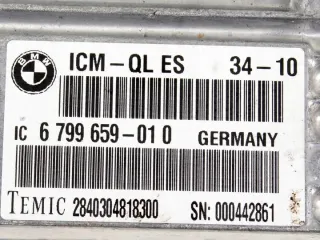 BMW
ICM-QL ES 34-10
IC 6 799 659-01 0 GERMANY
TEMIC 2840304818300 SN: 000442861